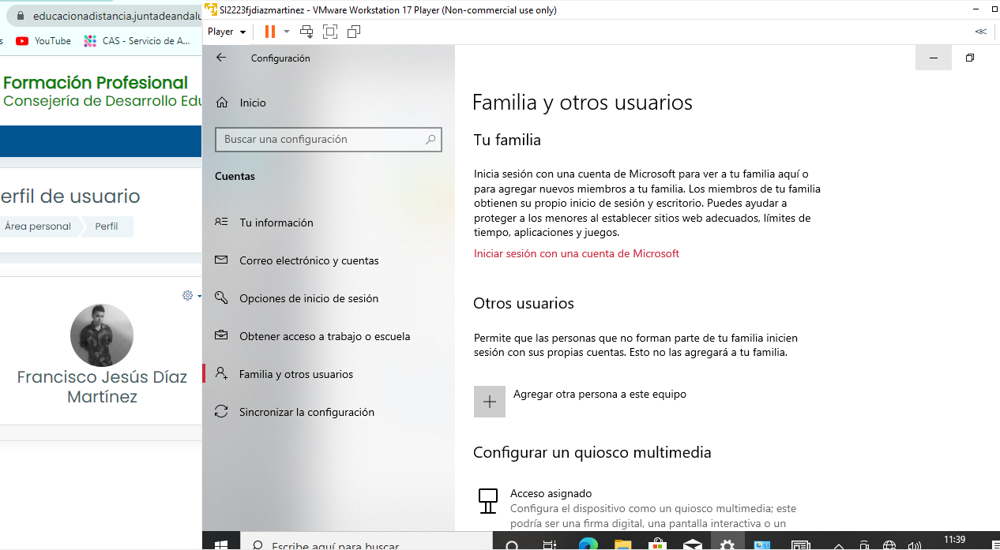 educacionadistancia.juntadeandalu
s
YouTube
CAS - Servicio de A...
Formación Profesional
Consejería de Desarrollo Edu
erfil de usuario
Área personal
Perfil
Francisco Jesús Díaz
Martínez
SI2223fjdiazmartinez - VMware Workstation 17 Player (Non-commercial use only)
Player
Configuración
Inicio
Buscar una configuración
Cuentas
Tu información
Correo electrónico y cuentas
Opciones de inicio de sesión
Obtener acceso a trabajo o escuela
Familia y otros usuarios
Sincronizar la configuración
Familia y otros usuarios
Tu familia
Inicia sesión con una cuenta de Microsoft para ver a tu familia aquí o
para agregar nuevos miembros a tu familia. Los miembros de tu familia
obtienen su propio inicio de sesión y escritorio. Puedes ayudar a
proteger a los menores al establecer sitios web adecuados, límites de
tiempo, aplicaciones y juegos.
Iniciar sesión con una cuenta de Microsoft
Otros usuarios
Permite que las personas que no forman parte de tu familia inicien
sesión con sus propias cuentas. Esto no las agregará a tu familia.
Agregar otra persona a este equipo
Configurar un quiosco multimedia
Acceso asignado
Configura el dispositivo como un quiosco multimedia; este
podría ser una firma digital, una pantalla interactiva o un
Escribe aquí para buscar
11:39